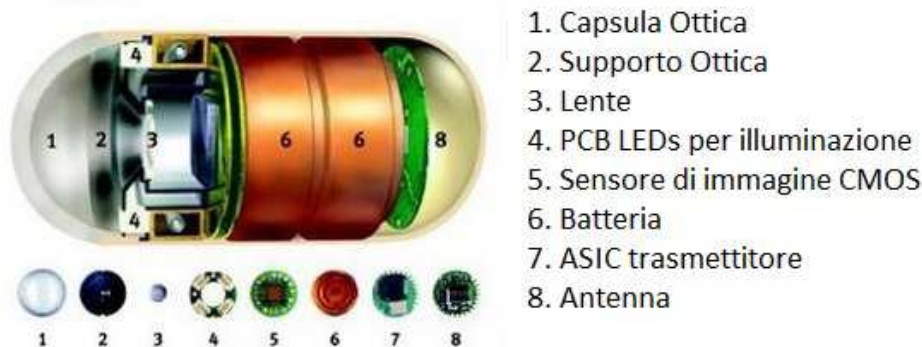 1. Capsula Ottica
2. Supporto Ottica
3. Lente
4. PCB LEDs per illuminazione
5. Sensore di immagine CMOS
6. Batteria
7. ASIC trasmettitore
8. Antenna
4
1 2 3 6 6 8
4
1 2 3 4 5 6 7 8